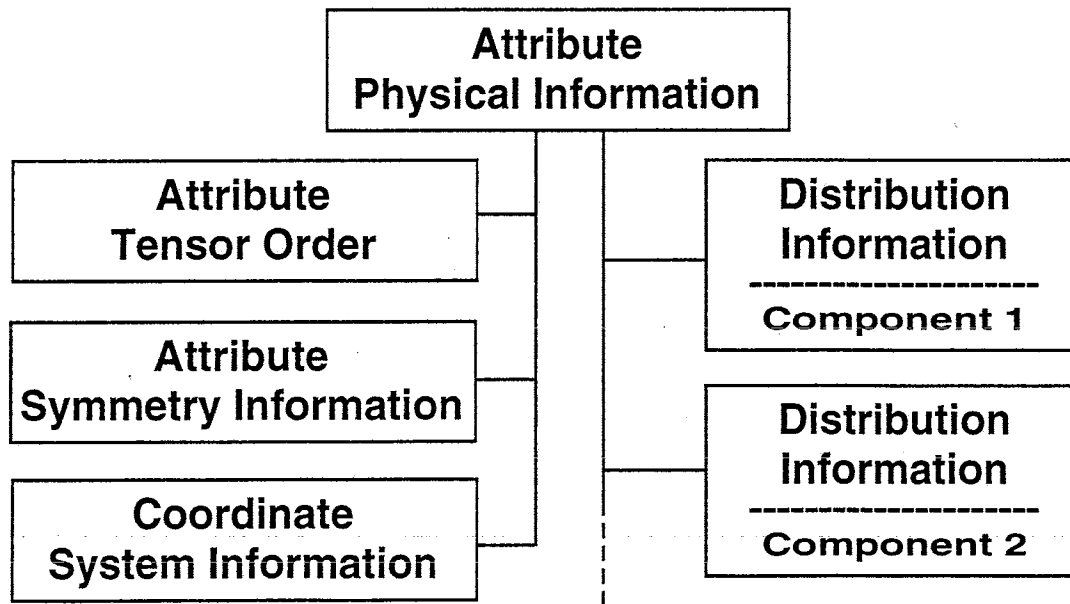 Attribute
Physical Information
Attribute
Tensor Order
Attribute
Symmetry Information
Coordinate
System Information
Distribution
Information
Component 1
Distribution
Information
Component 2